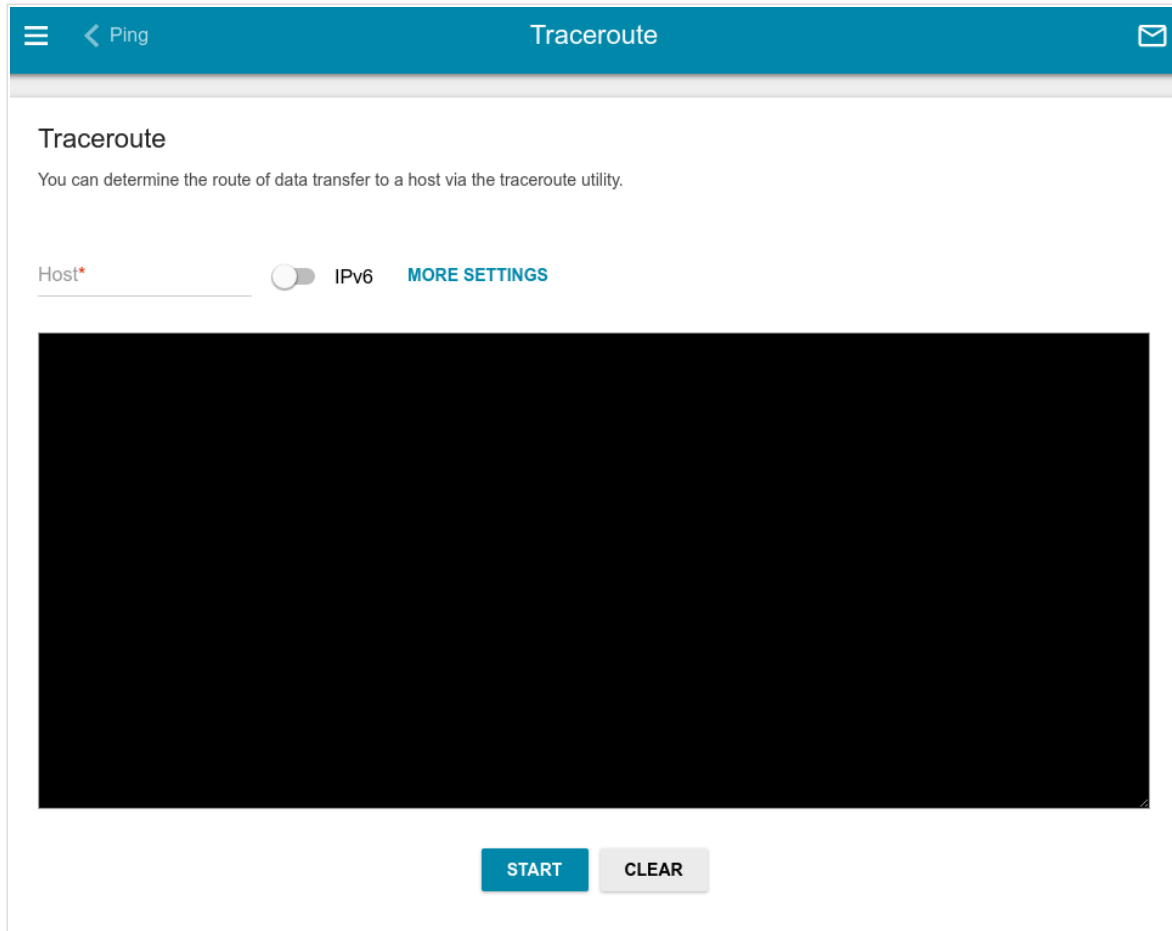 Ping Traceroute
Traceroute
You can determine the route of data transfer to a host via the traceroute utility.
Host* IPv6 MORE SETTINGS
START CLEAR